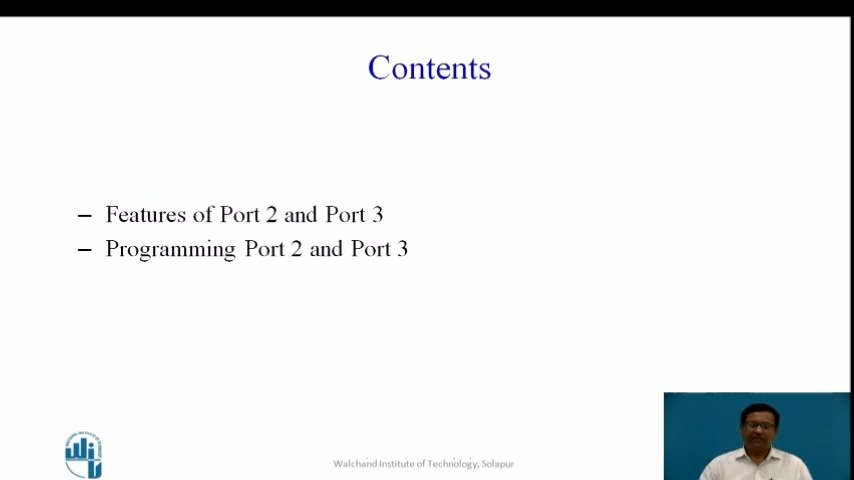 Contents
– Features of Port 2 and Port 3
– Programming Port 2 and Port 3
Walchand Institute of Technology, Solapur